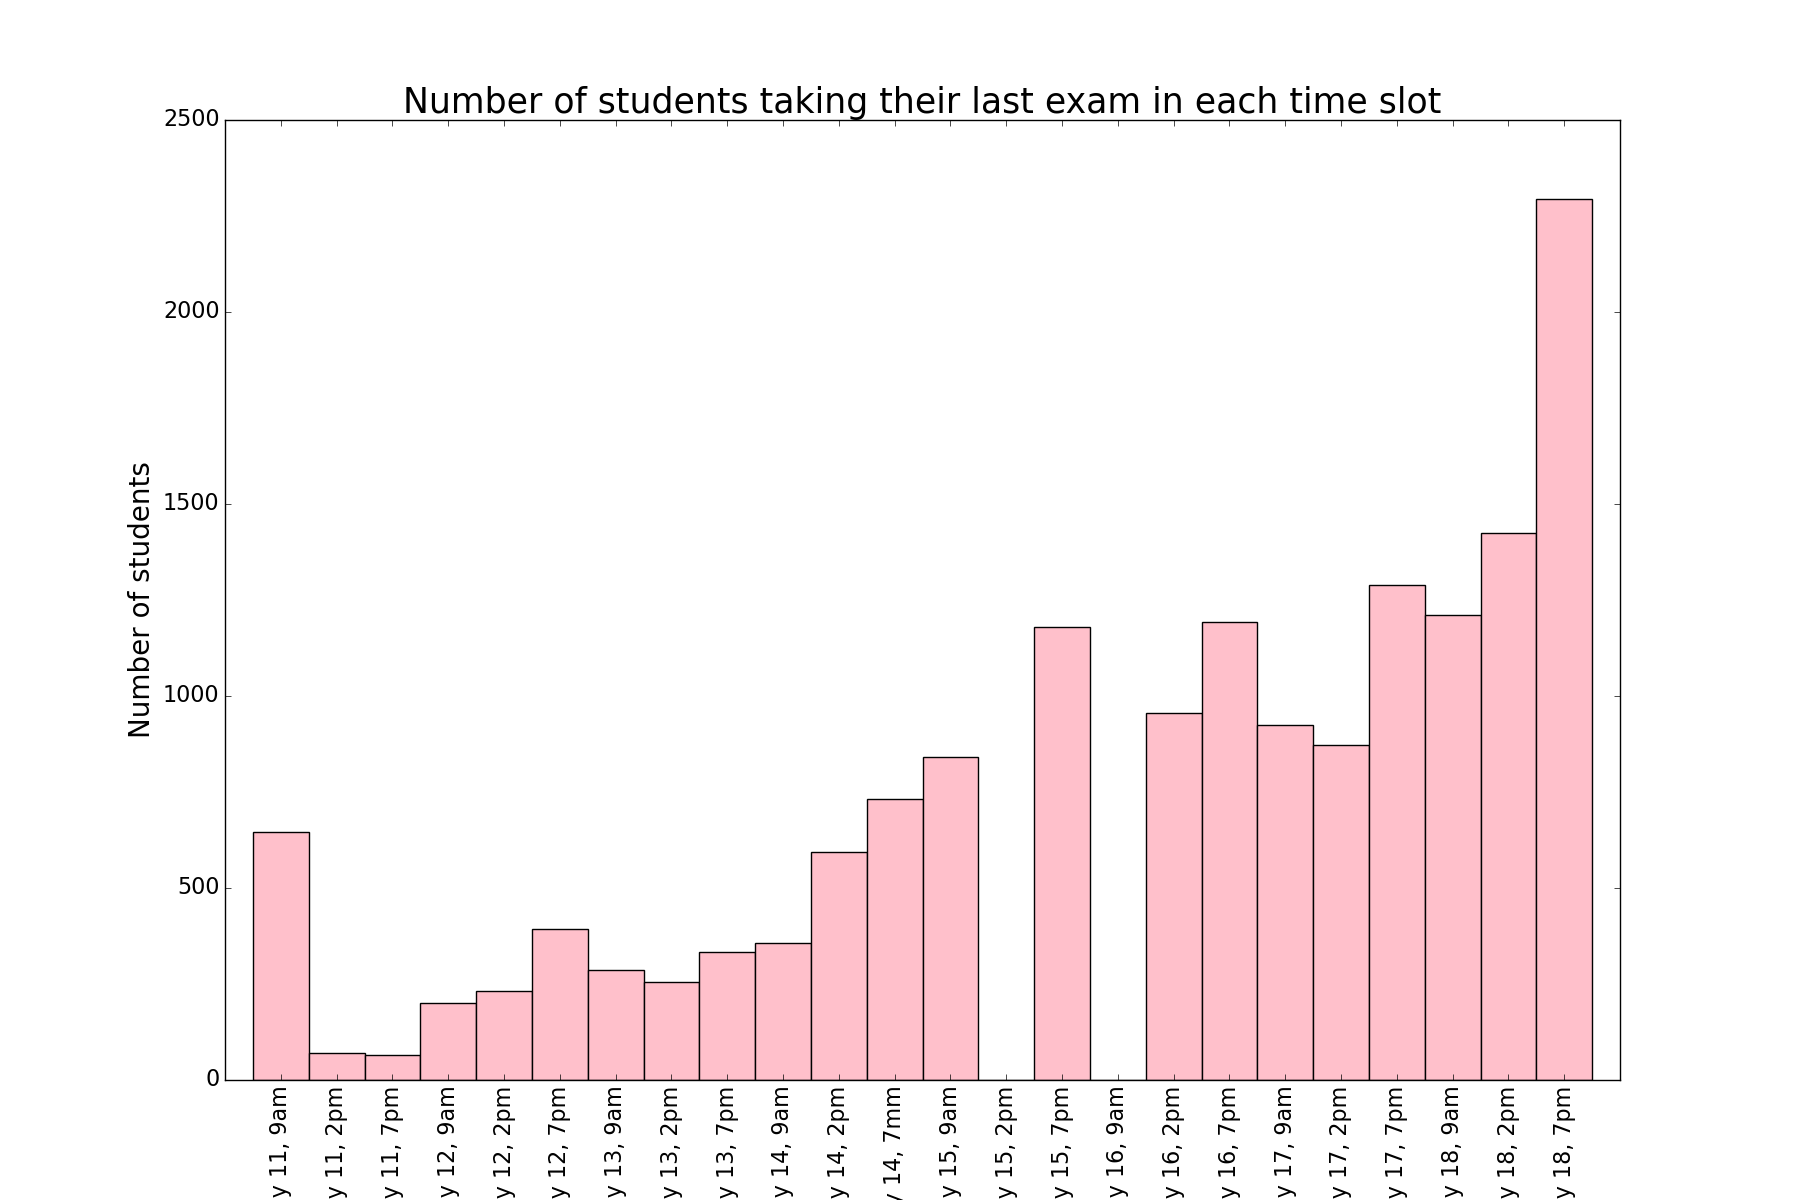 Number of students taking their last exam in each time slot
Number of students
2500
2000
1500
1000
500
0
y 11, 9am
y 11, 2pm
y 11, 7pm
y 12, 9am
y 12, 2pm
y 12, 7pm
y 13, 9am
y 13, 2pm
y 13, 7pm
y 14, 9am
y 14, 2pm
y 14, 7mm
y 15, 9am
y 15, 2pm
y 15, 7pm
y 16, 9am
y 16, 2pm
y 16, 7pm
y 17, 9am
y 17, 2pm
y 17, 7pm
y 18, 9am
y 18, 2pm
y 18, 7pm